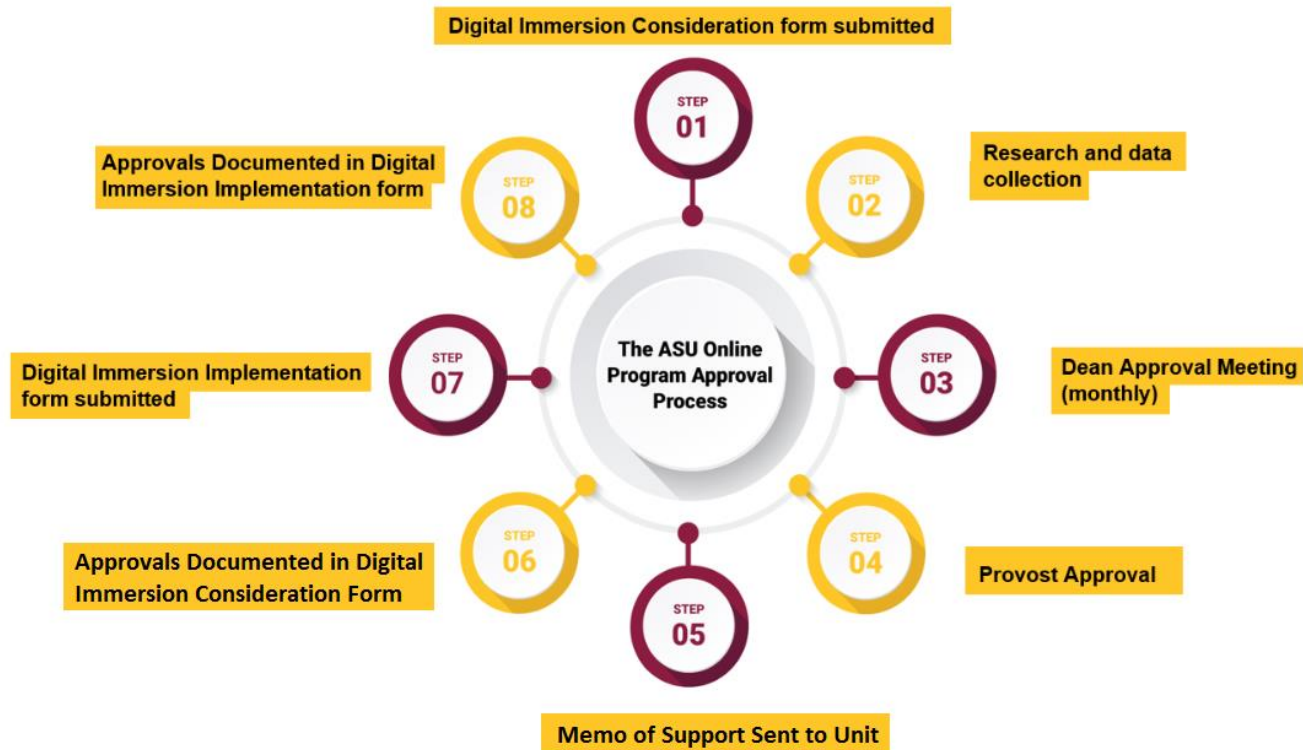 Digital Immersion Consideration form submitted
STEP
01
STEP
02
Research and data
collection
STEP
03
Dean Approval Meeting
(monthly)
STEP
04
Provost Approval
STEP
05
Memo of Support Sent to Unit
STEP
06
Approvals Documented in Digital
Immersion Consideration Form
STEP
07
Digital Immersion Implementation
form submitted
STEP
08
Approvals Documented in Digital
Immersion Implementation form
The ASU Online
Program Approval
Process